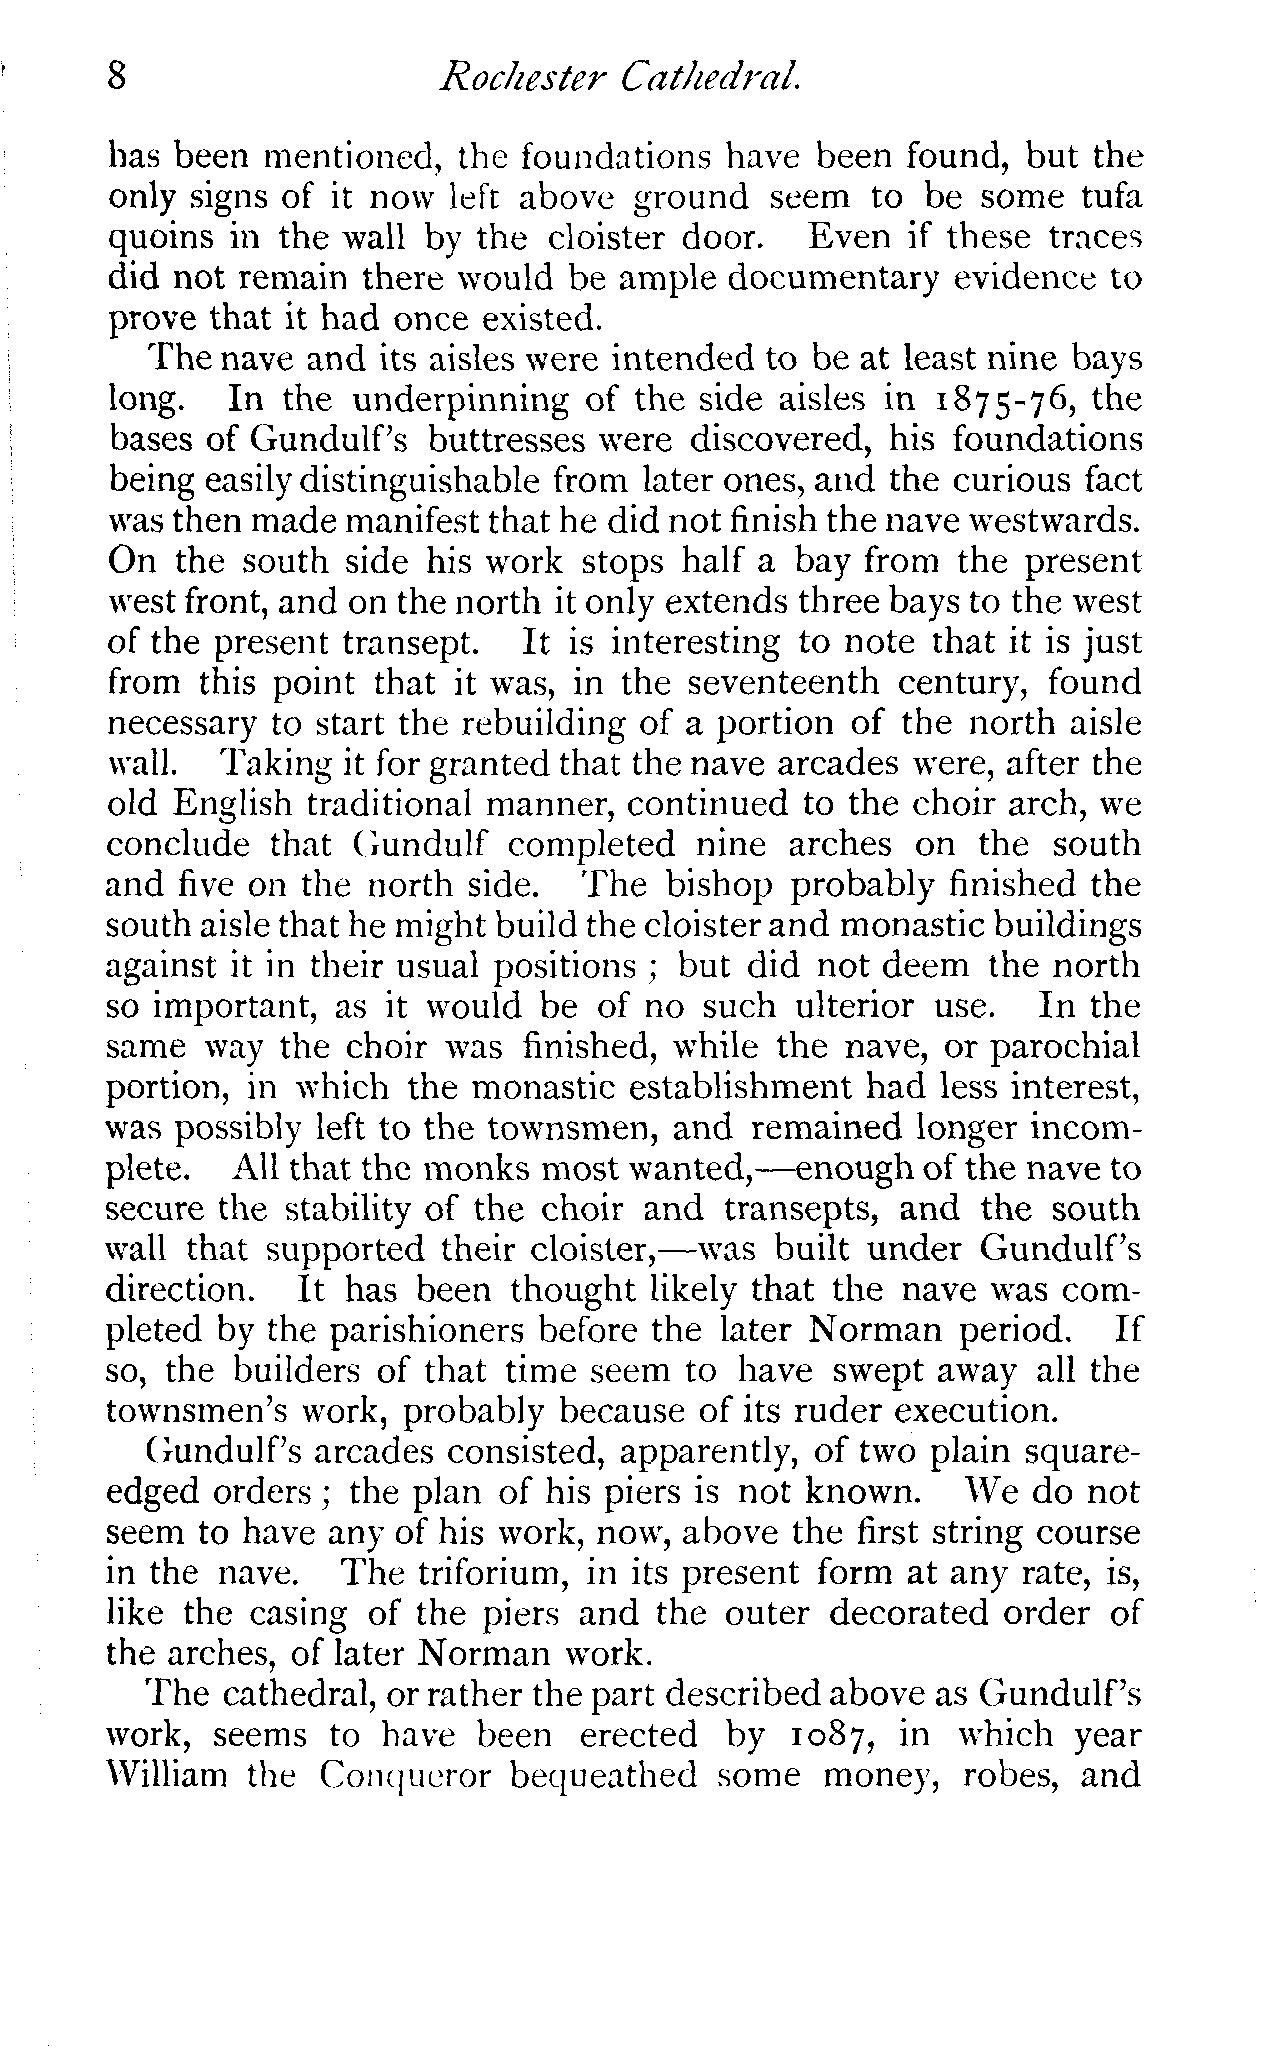 8 Rochester Cathedral.
has been mentioned, the foundations have been found, but the
only signs of it now left above ground seem to be some tufa
quoins in the wall by the cloister door. Even if these traces
did not remain there would be ample documentary evidence to
prove that it had once existed.
The nave and its aisles were intended to be at least nine bays
long. In the underpinning of the side aisles in 1875-76, the
bases of Gundulf's buttresses were discovered, his foundations
being easily distinguishable from later ones, and the curious fact
was then made manifest that he did not finish the nave westwards.
On the south side his work stops half a bay from the present
west front, and on the north it only extends three bays to the west
of the present transept. It is interesting to note that it is just
from this point that it was, in the seventeenth century, found
necessary to start the rebuilding of a portion of the north aisle
wall. Taking it for granted that the nave arcades were, after the
old English traditional manner, continued to the choir arch, we
conclude that Gundulf completed nine arches on the south
and five on the north side. The bishop probably finished the
south aisle that he might build the cloister and monastic buildings
against it in their usual positions ; but did not deem the north
so important, as it would be of no such ulterior use. In the
same way the choir was finished, while the nave, or parochial
portion, in which the monastic establishment had less interest,
was possibly left to the townsmen, and remained longer incom-
plete. All that the monks most wanted,—enough of the nave to
secure the stability of the choir and transepts, and the south
wall that supported their cloister,—was built under Gundulf's
direction. It has been thought likely that the nave was com-
pleted by the parishioners before the later Norman period. If
so, the builders of that time seem to have swept away all the
townsmen's work, probably because of its ruder execution.
Gundulf's arcades consisted, apparently, of two plain square-
edged orders ; the plan of his piers is not known. We do not
seem to have any of his work, now, above the first string course
in the nave. The triforium, in its present form at any rate, is,
like the casing of the piers and the outer decorated order of
the arches, of later Norman work.
The cathedral, or rather the part described above as Gundulf's
work, seems to have been erected by 1087, in which year
William the Conqueror bequeathed some money, robes, and